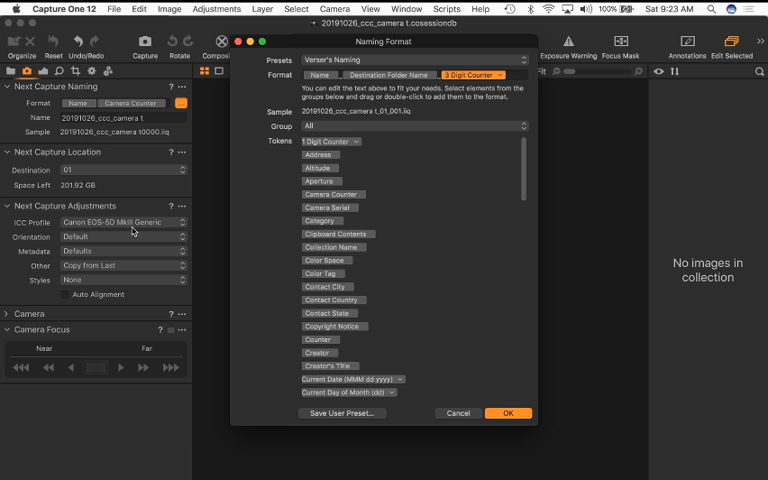 Capture One 12 File Edit Image Adjustments Layer Select Camera View Window Scripts Help 100% Sat 9:23 AM
20191026_ccc_camera t.cosessiondb
Organize Reset Undo/Redo Capture Rotate Exposure Warning Focus Mask Annotations Edit Selected
Next Capture Naming ? ...
Format Name Camera Counter ...
Name 20191026_ccc_camera t
Sample 20191026_ccc_camera t0000.iiq
Next Capture Location ? ...
Destination 01
Space Left 201.92 GB
Next Capture Adjustments ? ...
ICC Profile Canon EOS-5D MkIII Generic
Orientation Default
Metadata Defaults
Other Copy from Last
Styles None
Auto Alignment
Camera ? ...
Camera Focus ? ...
Near Far
Naming Format
Presets Verser's Naming
Format Name _ Destination Folder Name _ 3 Digit Counter
You can edit the text above to fit your needs. Select elements from the
groups below and drag or double-click to add them to the format.
Sample 20191026_ccc_camera t_01_001.iiq
Group All
Tokens 1 Digit Counter
Address
Altitude
Aperture
Camera Counter
Camera Serial
Category
Clipboard Contents
Collection Name
Color Space
Color Tag
Contact City
Contact Country
Contact State
Copyright Notice
Counter
Creator
Creator's Title
Current Date (MMM dd yyyy)
Current Day of Month (dd)
Save User Preset... Cancel OK
Fit
No images in
collection